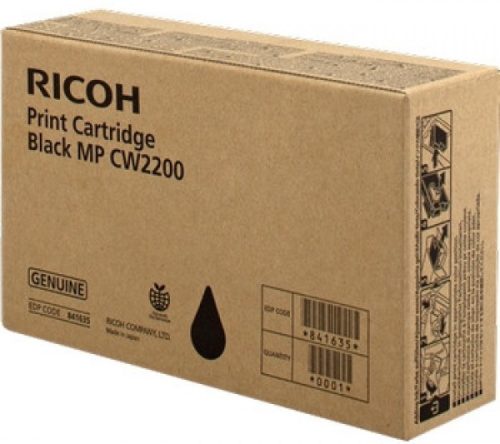 RICOH
Print Cartridge
Black MP CW2200
GENUINE
EDP CODE 841635
RICOH COMPANY, LTD.
Made in Japan
EDP CODE
*841635*
QUANTITY
*0001*